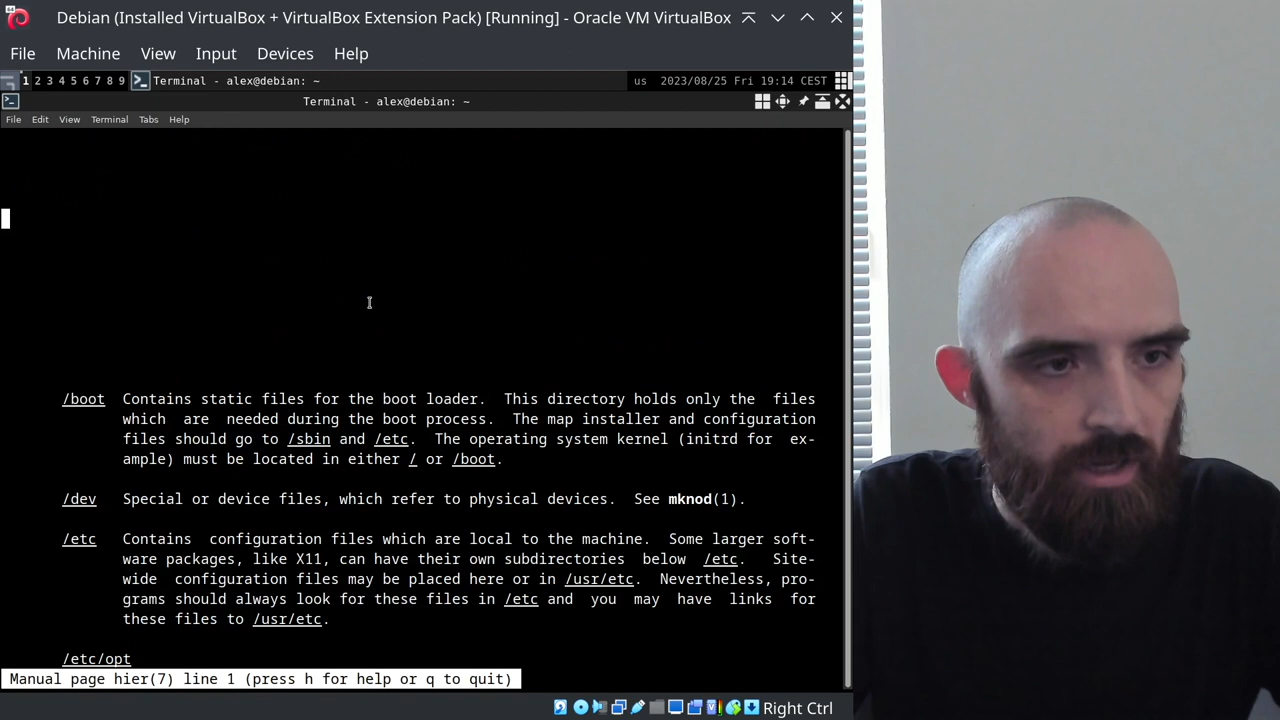 Debian (Installed VirtualBox + VirtualBox Extension Pack) [Running] - Oracle VM VirtualBox
File Machine View Input Devices Help
1 2 3 4 5 6 7 8 9 Terminal - alex@debian: ~ us 2023/08/25 Fri 19:14 CEST
Terminal - alex@debian: ~
File Edit View Terminal Tabs Help
/boot Contains static files for the boot loader. This directory holds only the files
which are needed during the boot process. The map installer and configuration
files should go to /sbin and /etc. The operating system kernel (initrd for ex‐
ample) must be located in either / or /boot.
/dev Special or device files, which refer to physical devices. See mknod(1).
/etc Contains configuration files which are local to the machine. Some larger soft‐
ware packages, like X11, can have their own subdirectories below /etc. Site-
wide configuration files may be placed here or in /usr/etc. Nevertheless, pro‐
grams should always look for these files in /etc and you may have links for
these files to /usr/etc.
/etc/opt
Manual page hier(7) line 1 (press h for help or q to quit)
Right Ctrl